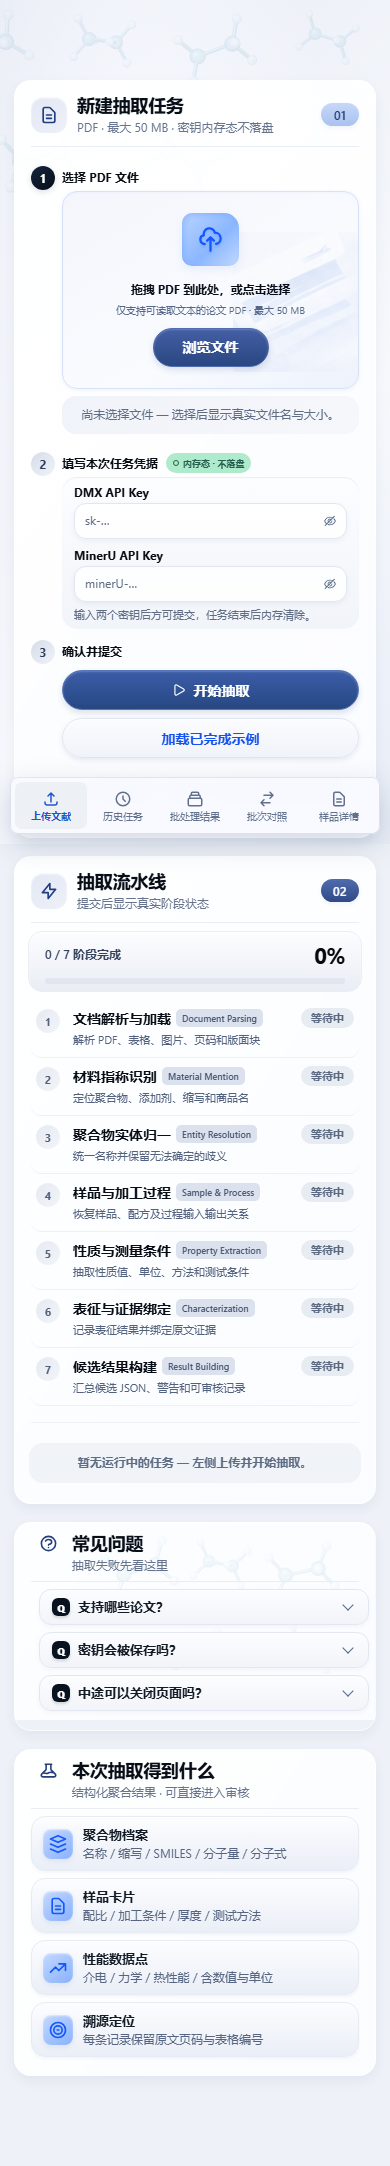 新建抽取任务
PDF · 最大 50 MB · 密钥内存态不落盘
01
1 选择 PDF 文件
拖拽 PDF 到此处，或点击选择
仅支持可读取文本的论文 PDF · 最大 50 MB
浏览文件
尚未选择文件 — 选择后显示真实文件名与大小。
2 填写本次任务凭据 内存态 · 不落盘
DMX API Key
sk-...
MinerU API Key
minerU-...
输入两个密钥后方可提交，任务结束后内存清除。
3 确认并提交
开始抽取
加载已完成示例
上传文献 历史任务 批处理结果 批次对照 样品详情
抽取流水线
提交后显示真实阶段状态
02
0 / 7 阶段完成 0%
1 文档解析与加载 Document Parsing 等待中
解析 PDF、表格、图片、页码和版面块
2 材料指称识别 Material Mention 等待中
定位聚合物、添加剂、缩写和商品名
3 聚合物实体归一 Entity Resolution 等待中
统一名称并保留无法确定的歧义
4 样品与加工过程 Sample & Process 等待中
恢复样品、配方及过程输入输出关系
5 性质与测量条件 Property Extraction 等待中
抽取性质值、单位、方法和测试条件
6 表征与证据绑定 Characterization 等待中
记录表征结果并绑定原文证据
7 候选结果构建 Result Building 等待中
汇总候选 JSON、警告和可审核记录
暂无运行中的任务 — 左侧上传并开始抽取。
常见问题
抽取失败先看这里
Q 支持哪些论文？
Q 密钥会被保存吗？
Q 中途可以关闭页面吗？
本次抽取得到什么
结构化聚合结果 · 可直接进入审核
聚合物档案
名称 / 缩写 / SMILES / 分子量 / 分子式
样品卡片
配比 / 加工条件 / 厚度 / 测试方法
性能数据点
介电 / 力学 / 热性能 / 含数值与单位
溯源定位
每条记录保留原文页码与表格编号